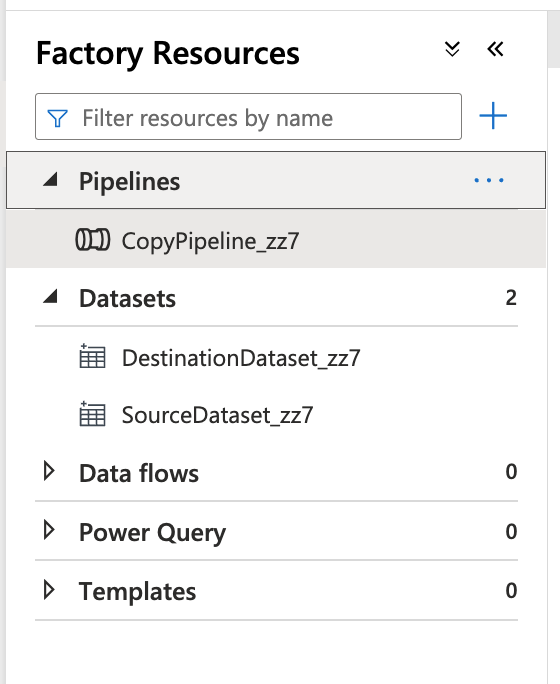 Factory Resources
Filter resources by name
Pipelines
CopyPipeline_zz7
Datasets 2
DestinationDataset_zz7
SourceDataset_zz7
Data flows 0
Power Query 0
Templates 0